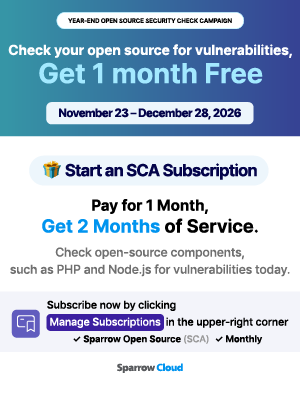 YEAR-END OPEN SOURCE SECURITY CHECK CAMPAIGN
Check your open source for vulnerabilities,
Get 1 month Free
November 23 – December 28, 2026
Start an SCA Subscription
Pay for 1 Month,
Get 2 Months of Service.
Check open-source components,
such as PHP and Node.js for vulnerabilities today.
Subscribe now by clicking
Manage Subscriptions in the upper-right corner
✓ Sparrow Open Source (SCA) ✓ Monthly
Sparrow Cloud